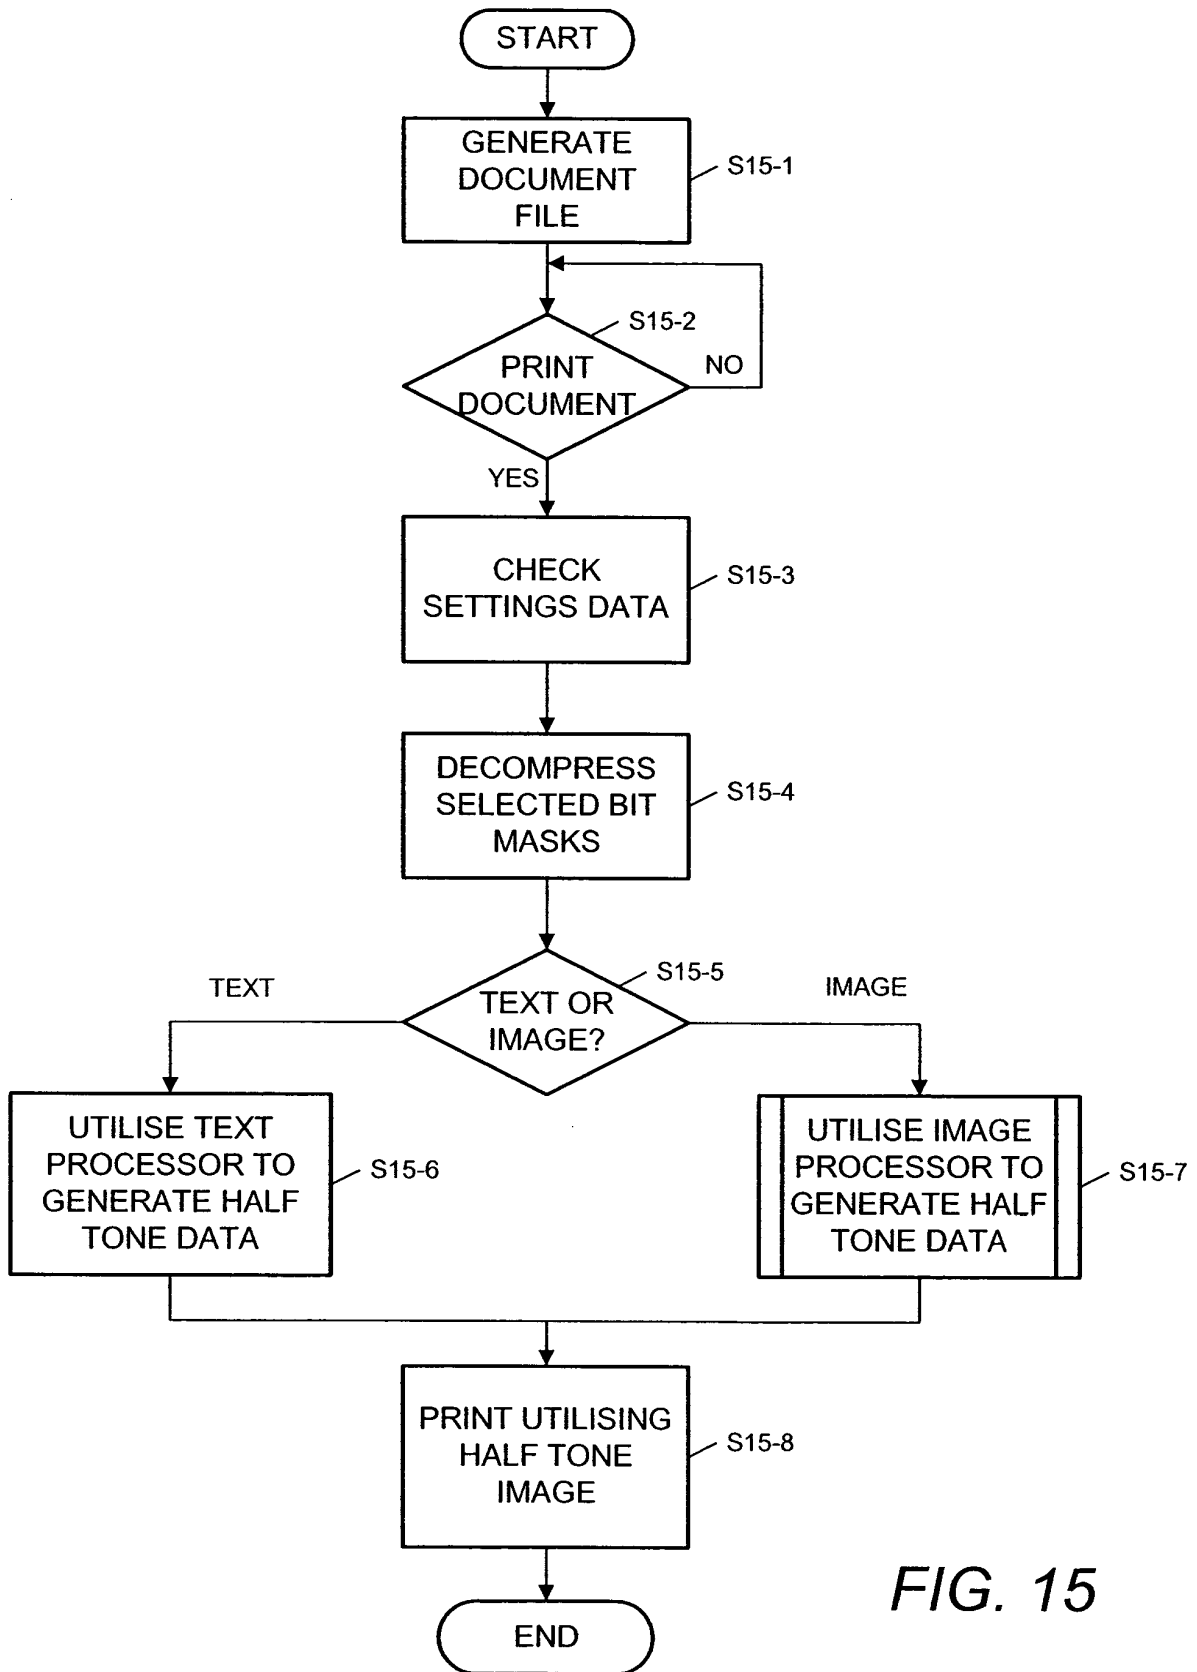 START
GENERATE
DOCUMENT
FILE
S15-1
S15-2
PRINT
DOCUMENT
NO
YES
CHECK
SETTINGS DATA
S15-3
DECOMPRESS
SELECTED BIT
MASKS
S15-4
S15-5
TEXT
TEXT OR
IMAGE?
IMAGE
UTILISE TEXT
PROCESSOR TO
GENERATE HALF
TONE DATA
S15-6
UTILISE IMAGE
PROCESSOR TO
GENERATE HALF
TONE DATA
S15-7
PRINT UTILISING
HALF TONE
IMAGE
S15-8
END
FIG. 15